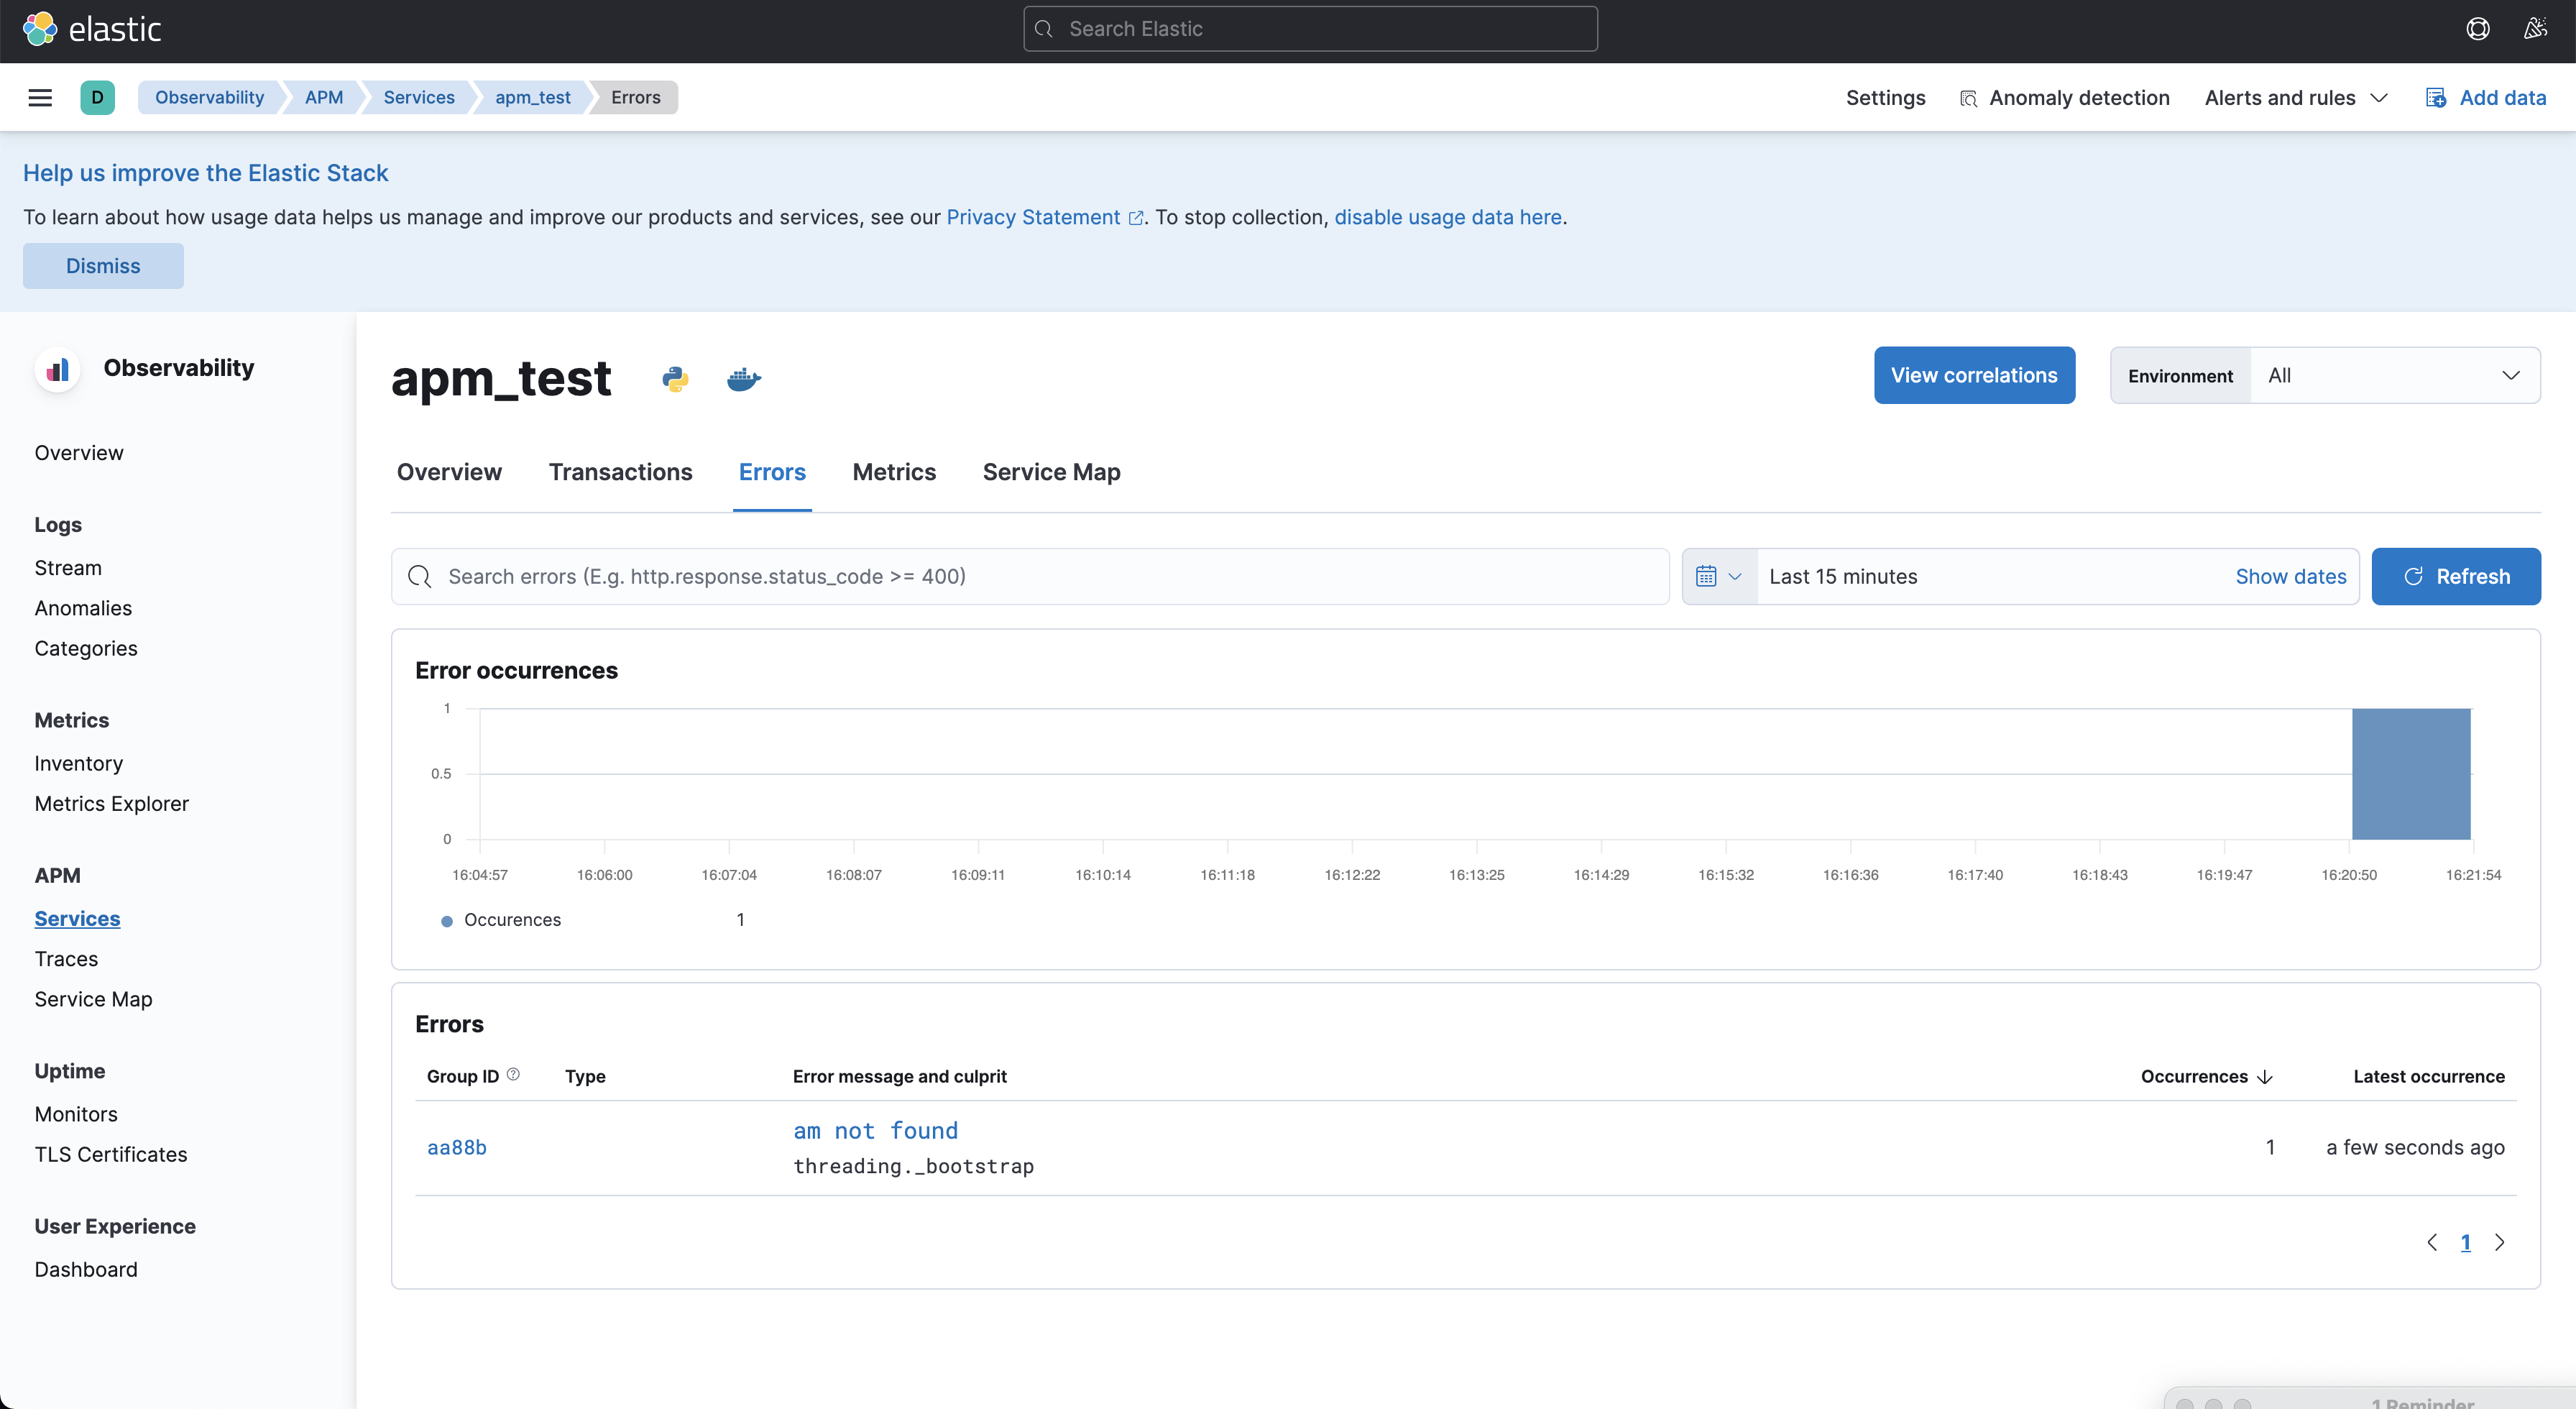 elastic
Search Elastic
D
Observability
APM
Services
apm_test
Errors
Settings
Anomaly detection
Alerts and rules
Add data
Help us improve the Elastic Stack
To learn about how usage data helps us manage and improve our products and services, see our Privacy Statement. To stop collection, disable usage data here.
Dismiss
Observability
Overview
Logs
Stream
Anomalies
Categories
Metrics
Inventory
Metrics Explorer
APM
Services
Traces
Service Map
Uptime
Monitors
TLS Certificates
User Experience
Dashboard
apm_test
View correlations
Environment
All
Overview
Transactions
Errors
Metrics
Service Map
Search errors (E.g. http.response.status_code >= 400)
Last 15 minutes
Show dates
Refresh
Error occurrences
1
0.5
0
16:04:57 16:06:00 16:07:04 16:08:07 16:09:11 16:10:14 16:11:18 16:12:22 16:13:25 16:14:29 16:15:32 16:16:36 16:17:40 16:18:43 16:19:47 16:20:50 16:21:54
Occurences 1
Errors
Group ID Type Error message and culprit Occurrences Latest occurrence
am not found
aa88b 1 a few seconds ago
threading._bootstrap
1
1 Reminder